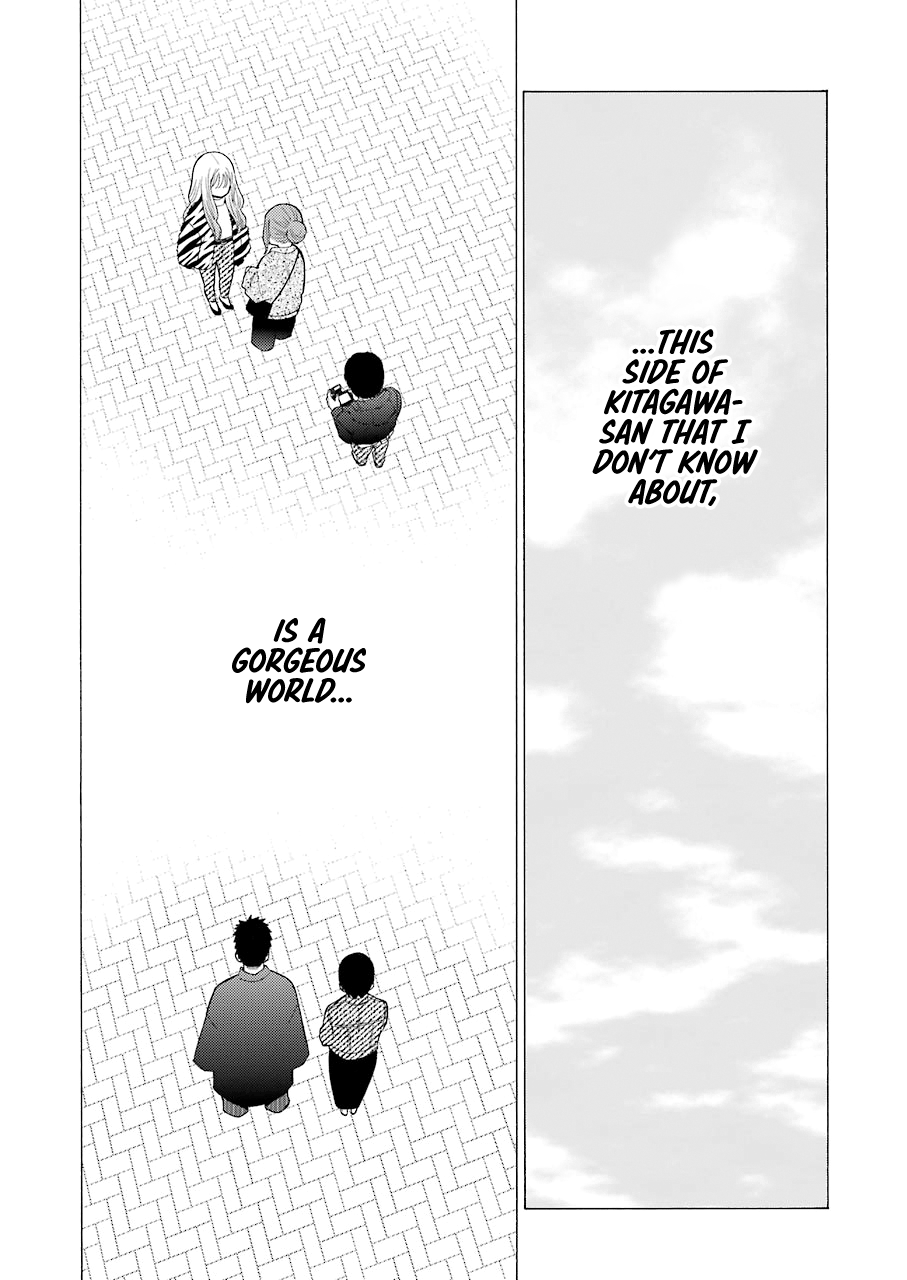 ...THIS
SIDE OF
KITAGAWA-
SAN THAT I
DON'T KNOW
ABOUT,
IS A
GORGEOUS
WORLD...